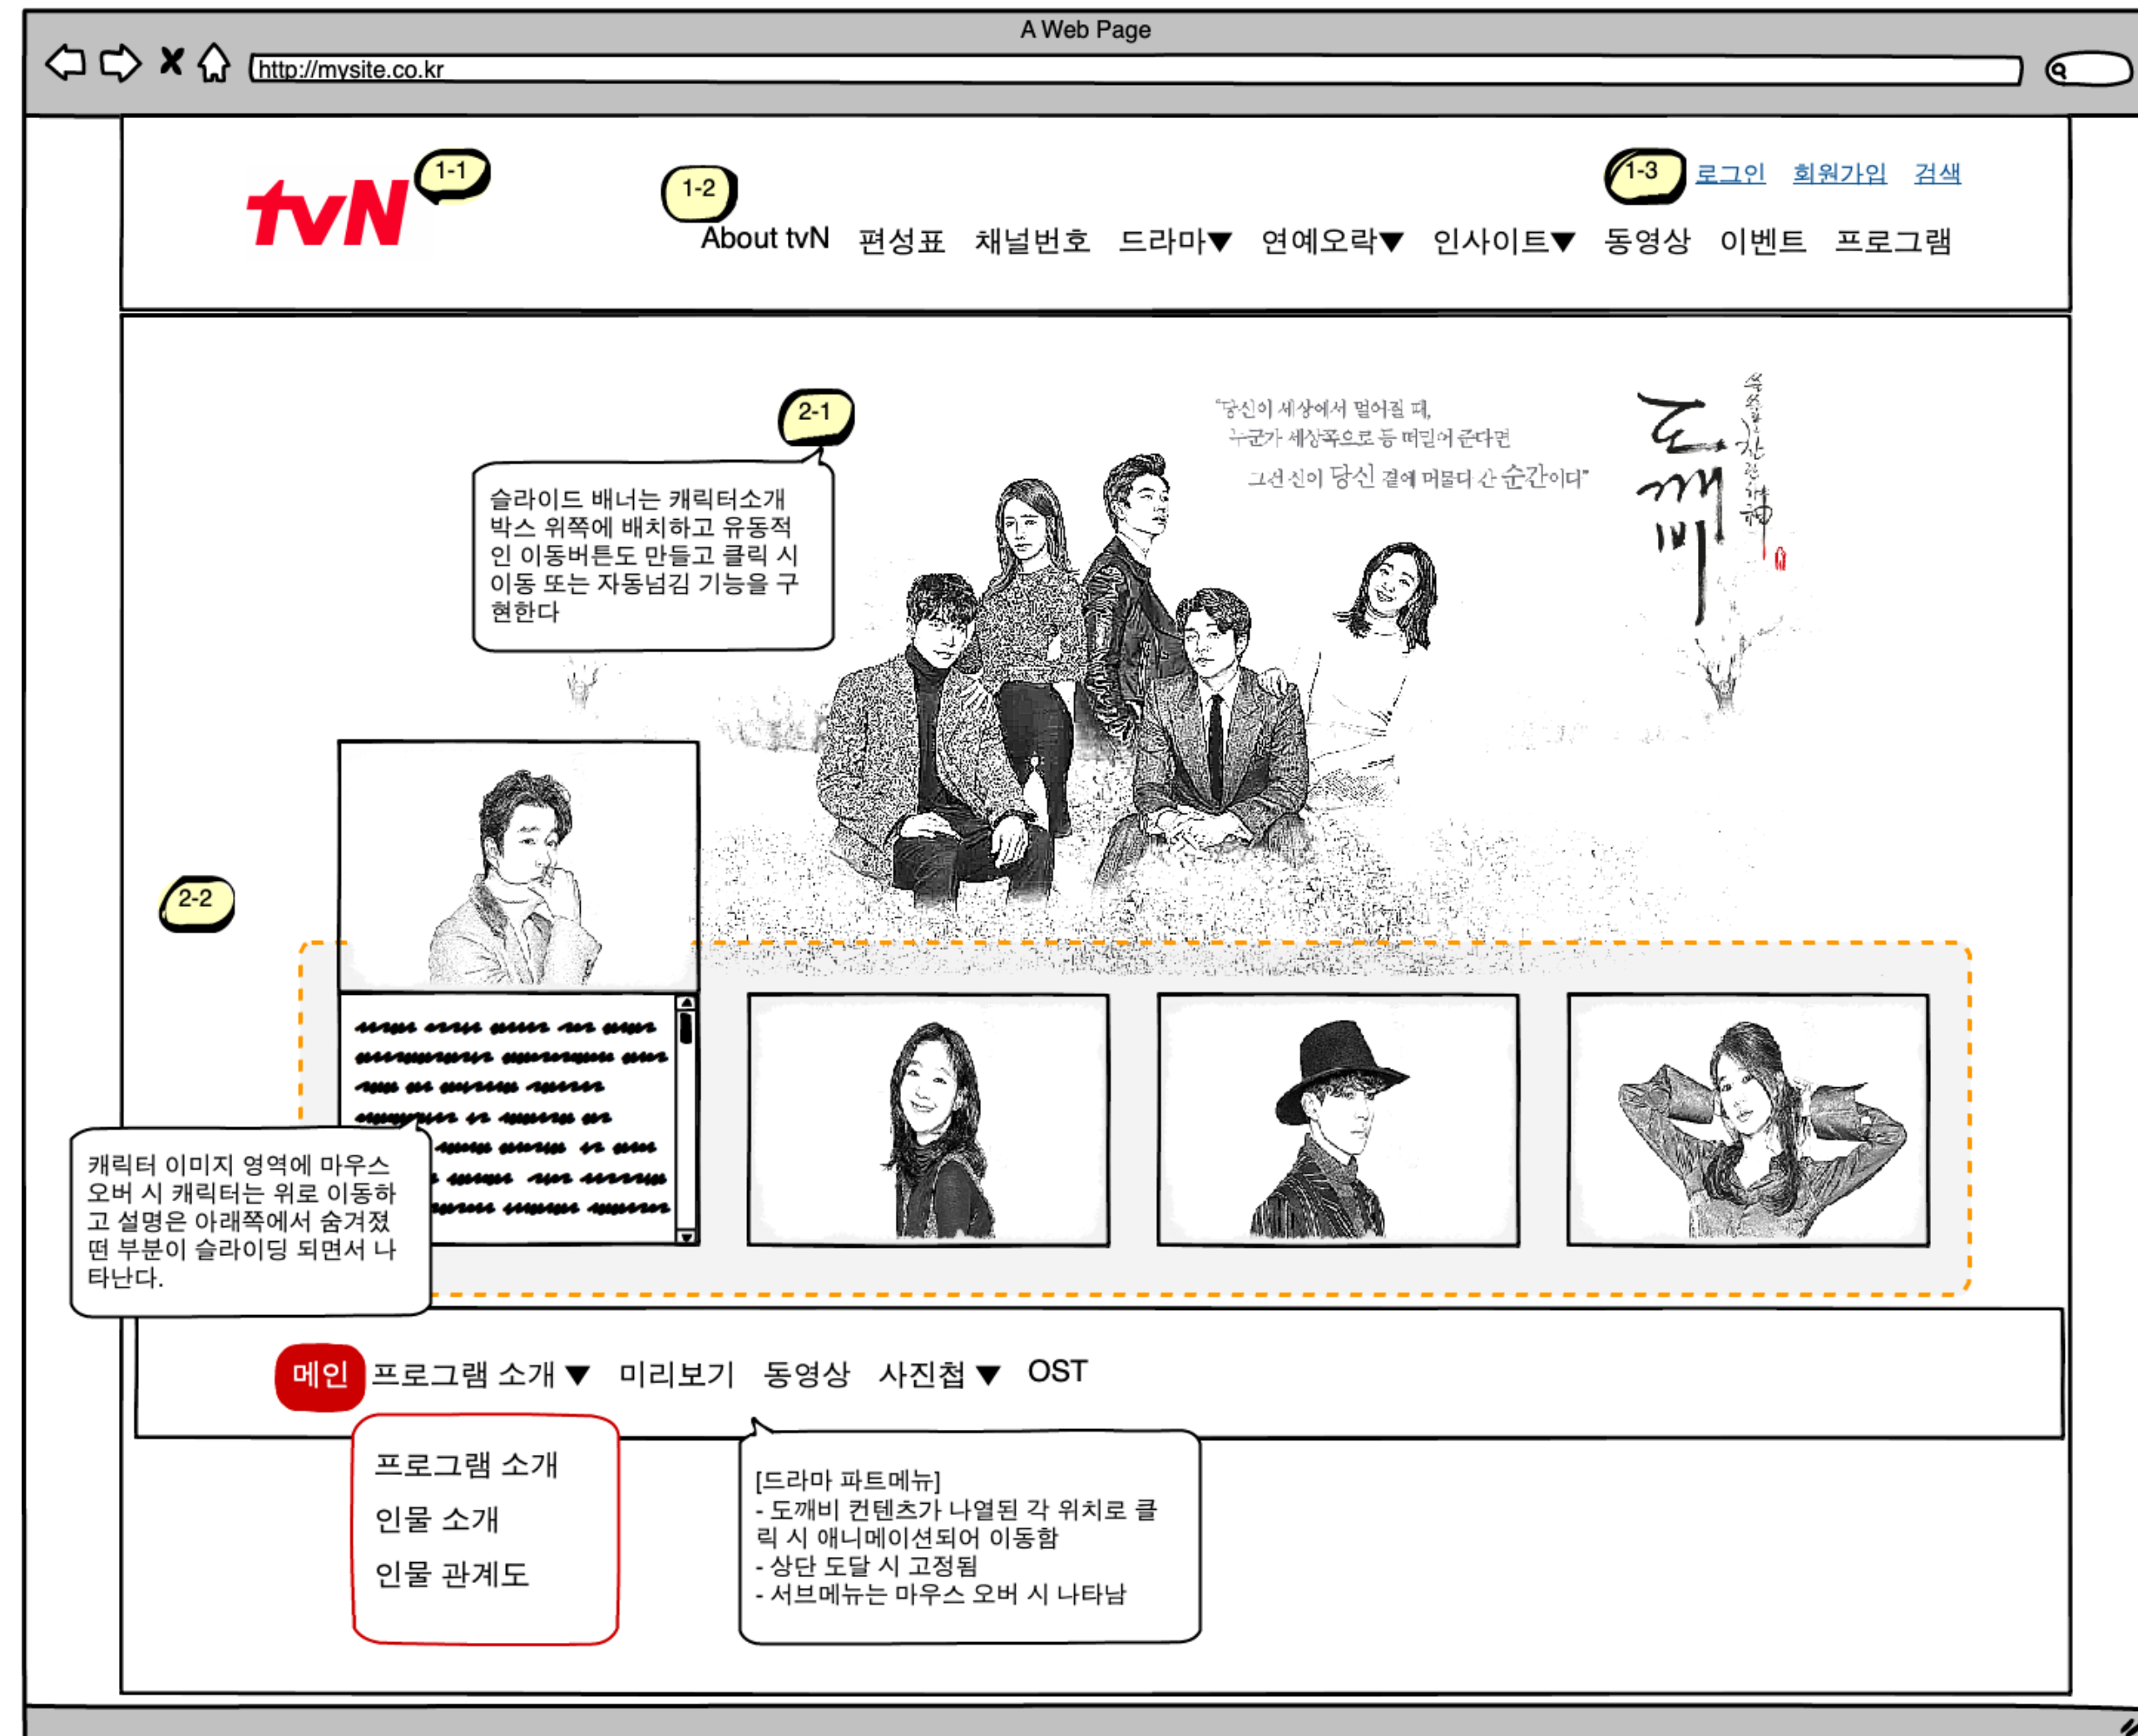 A Web Page
http://mysite.co.kr
tvN
1-1
1-2
1-3
로그인 회원가입 검색
About tvN 편성표 채널번호 드라마▼ 연예오락▼ 인사이트▼ 동영상 이벤트 프로그램
2-1
슬라이드 배너는 캐릭터소개
박스 위쪽에 배치하고 유동적
인 이동버튼도 만들고 클릭 시
이동 또는 자동넘김 기능을 구
현한다
"당신이 세상에서 멀어질 때,
누군가 세상쪽으로 등 떠밀어 준다면
그건 신이 당신 곁에 머물다 간 순간이다"
도깨비
쓸쓸하고 찬란하神
2-2
캐릭터 이미지 영역에 마우스
오버 시 캐릭터는 위로 이동하
고 설명은 아래쪽에서 숨겨졌
떤 부분이 슬라이딩 되면서 나
타난다.
메인 프로그램 소개 ▼ 미리보기 동영상 사진첩 ▼ OST
프로그램 소개
인물 소개
인물 관계도
[드라마 파트메뉴]
- 도깨비 컨텐츠가 나열된 각 위치로 클
릭 시 애니메이션되어 이동함
- 상단 도달 시 고정됨
- 서브메뉴는 마우스 오버 시 나타남